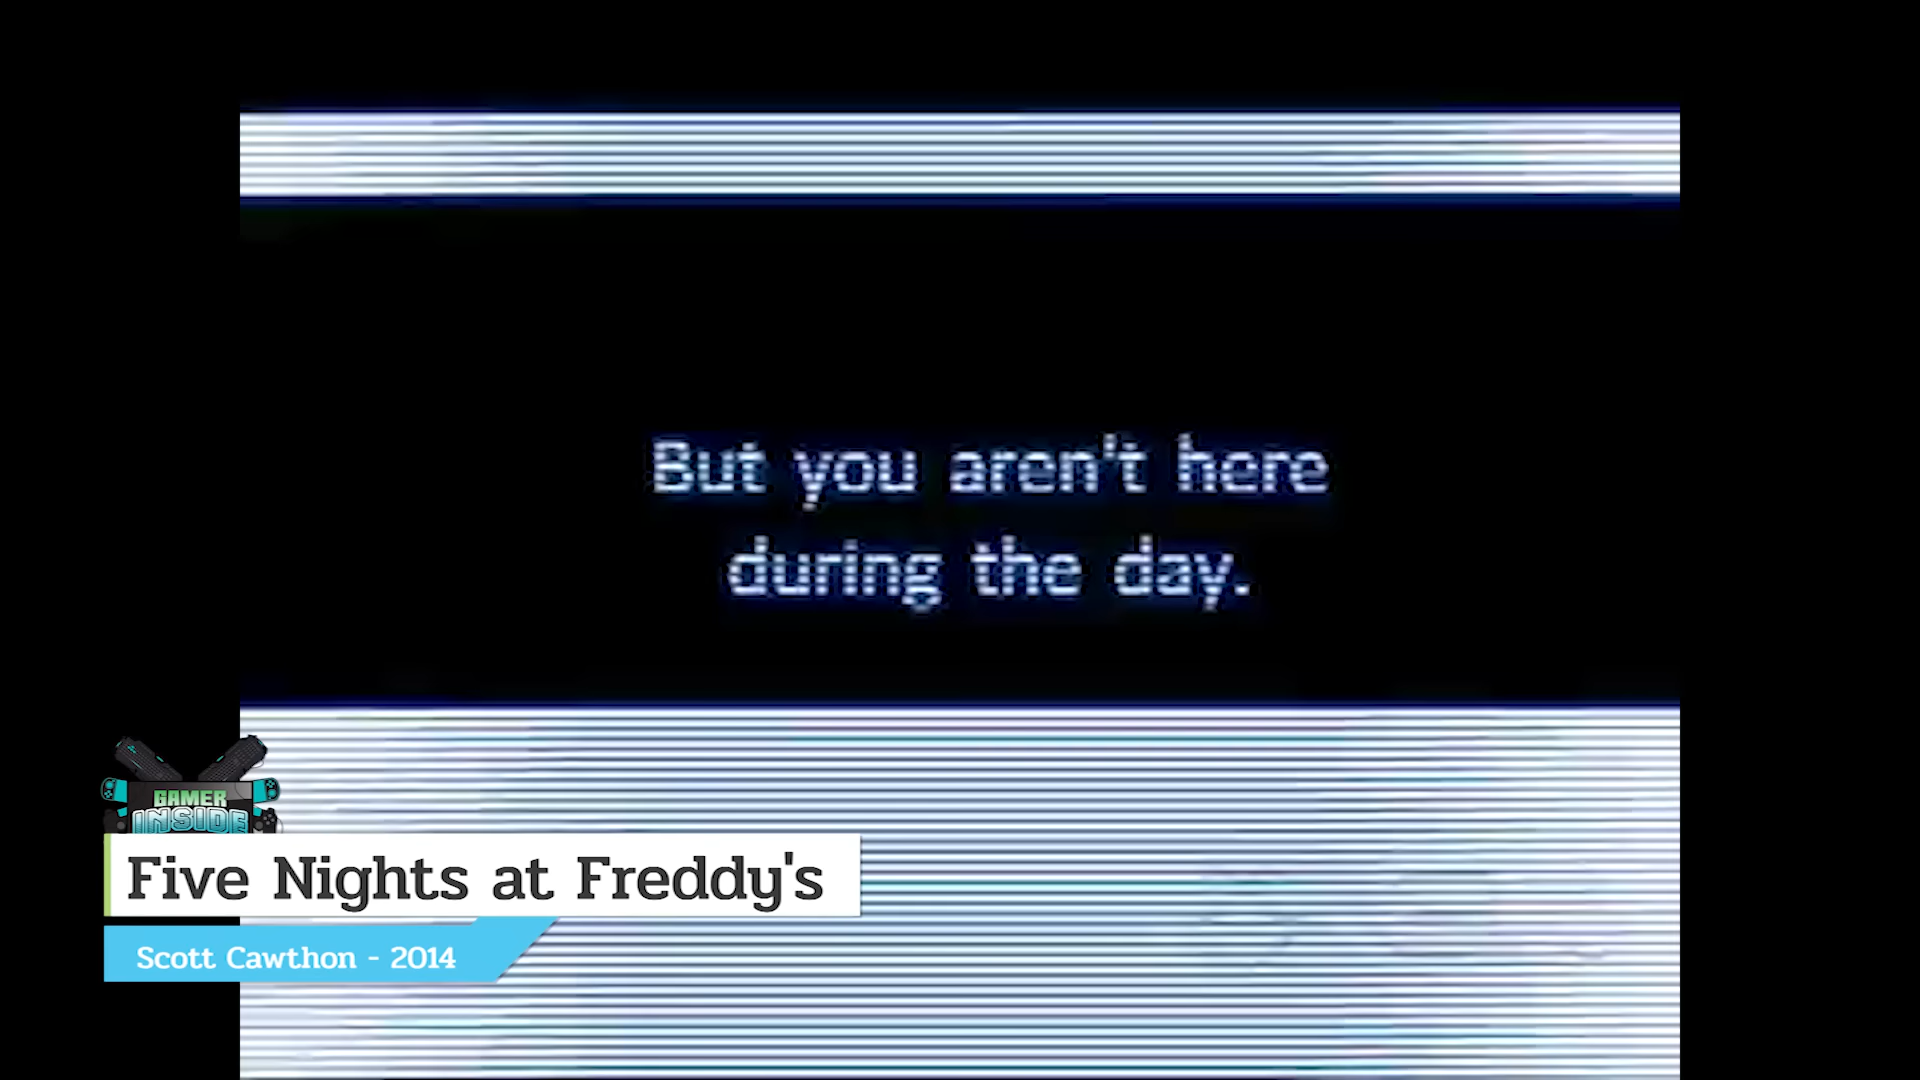 But you aren't here
during the day.
GAMER
INSIDE
Five Nights at Freddy's
Scott Cawthon - 2014